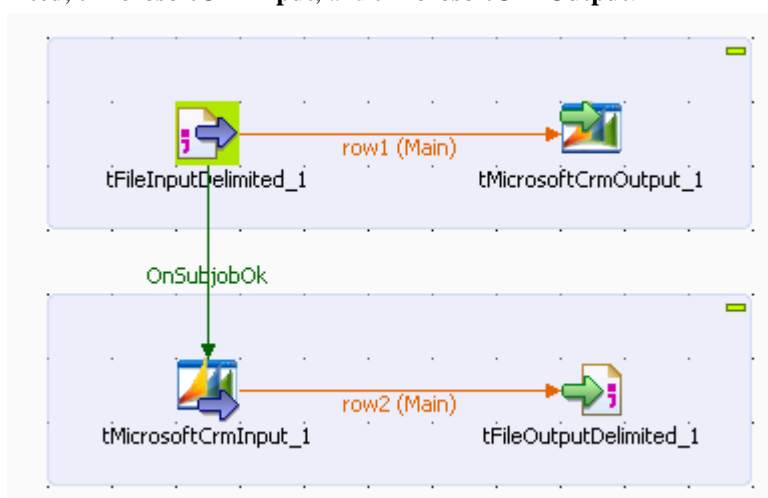 row1 (Main)
tFileInputDelimited_1
tMicrosoftCrmOutput_1
OnSubjobOk
row2 (Main)
tMicrosoftCrmInput_1
tFileOutputDelimited_1